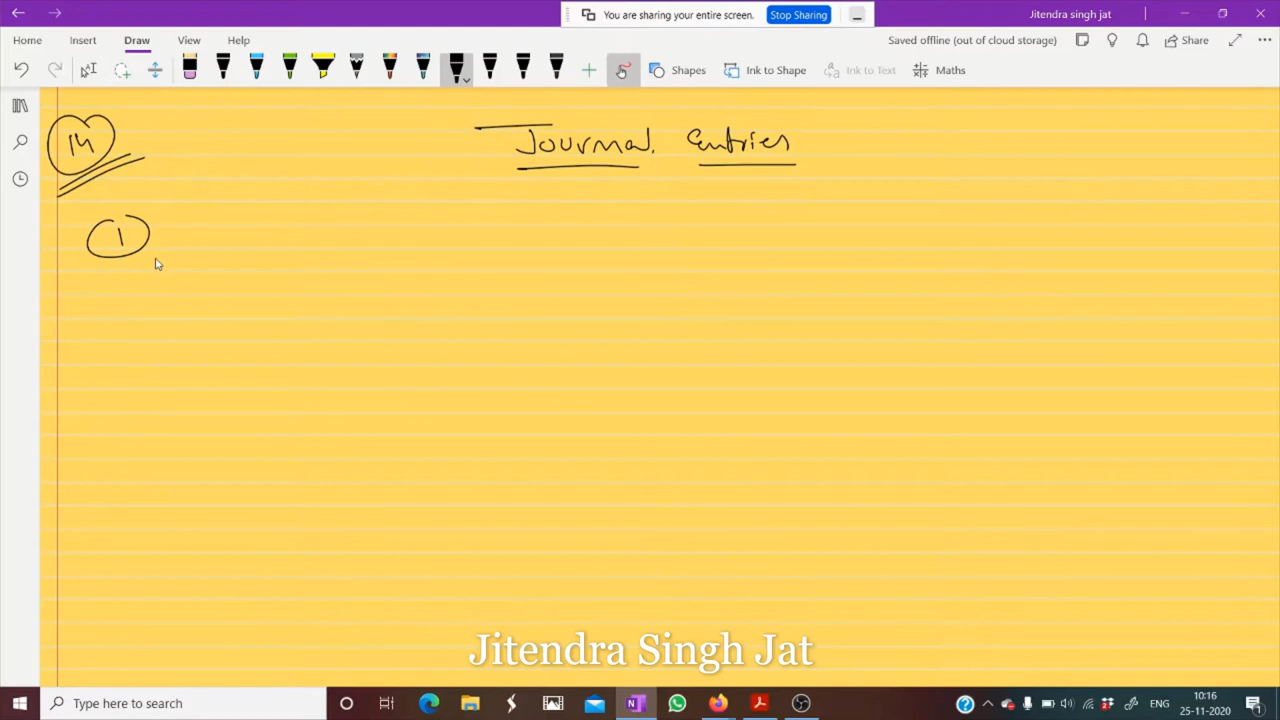 You are sharing your entire screen.
Stop Sharing
Jitendra singh jat
Home
Insert
Draw
View
Help
Saved offline (out of cloud storage)
Share
Shapes
Ink to Shape
Ink to Text
Maths
14
Journal Entries
1
Jitendra Singh Jat
Type here to search
ENG
10:16
25-11-2020